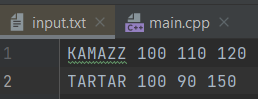 input.txt × C++ main.cpp ×
1 KAMAZZ 100 110 120
2 TARTAR 100 90 150